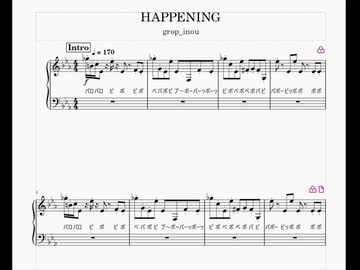 HAPPENING
grop_inou
Intro
♩ = 170
パロパロ ピ ポ ピポ ペパポピプーポーパーッポーッ ピポペポペポパピ パポーピッポポ ポポ
5
パロパロ ピ ポ ピポ ペパポピプーポーパーッポーッ ピポペポペポパピ パポーピッポポ ポポ